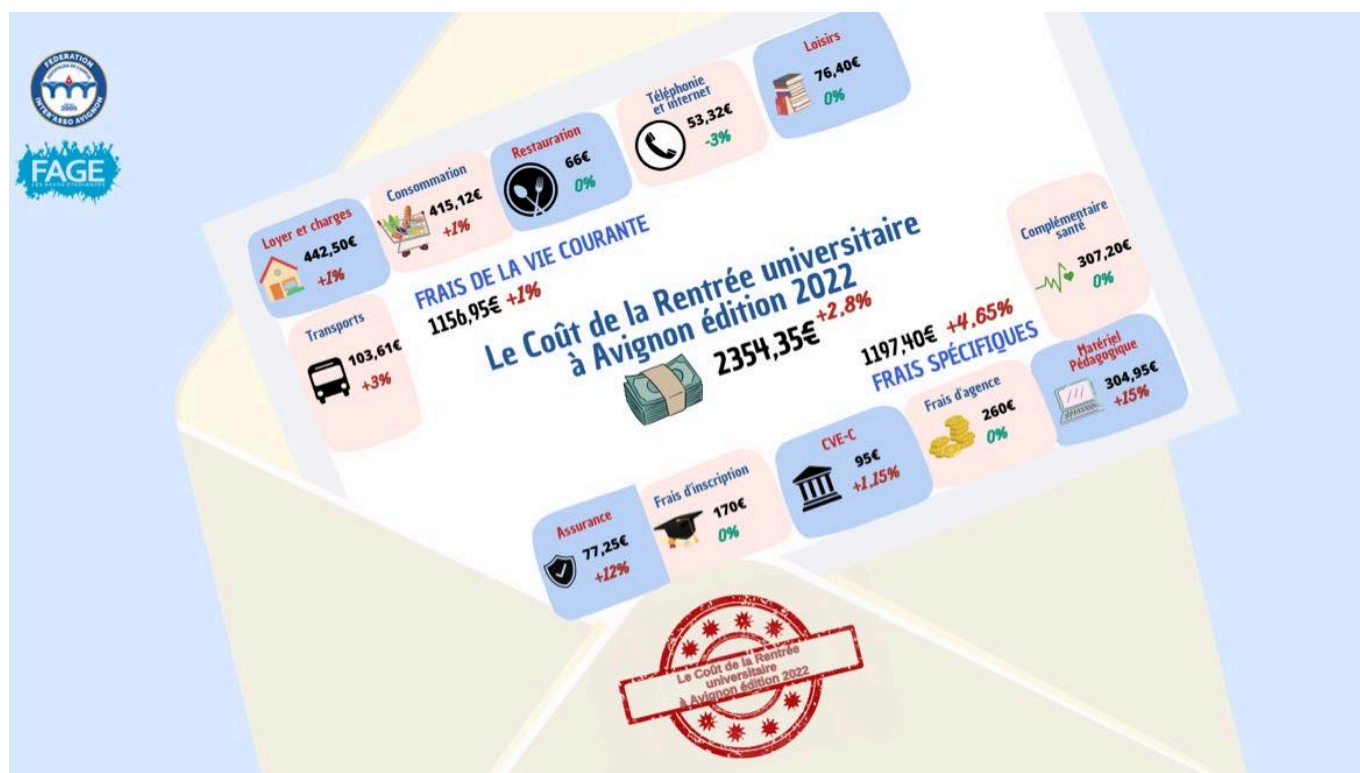 FÉDÉRATION
INTER'ASSO AVIGNON
2005
FAGE
Loyer et charges
442,50€
+1%
Consommation
415,12€
+1%
Restauration
66€
0%
Téléphonie
et internet
53,32€
-3%
Loisirs
76,40€
0%
Transports
103,61€
+3%
FRAIS DE LA VIE COURANTE
1156,95€ +1%
Le Coût de la Rentrée universitaire
à Avignon édition 2022
2354,35€ +2,8%
1197,40€ +4,65%
FRAIS SPÉCIFIQUES
Complémentaire
santé
307,20€
0%
Matériel
Pédagogique
304,95€
+15%
Frais d'agence
260€
0%
CVE-C
95€
+1,15%
Frais d'inscription
170€
0%
Assurance
77,25€
+12%
Le Coût de la Rentrée
universitaire
à Avignon édition 2022